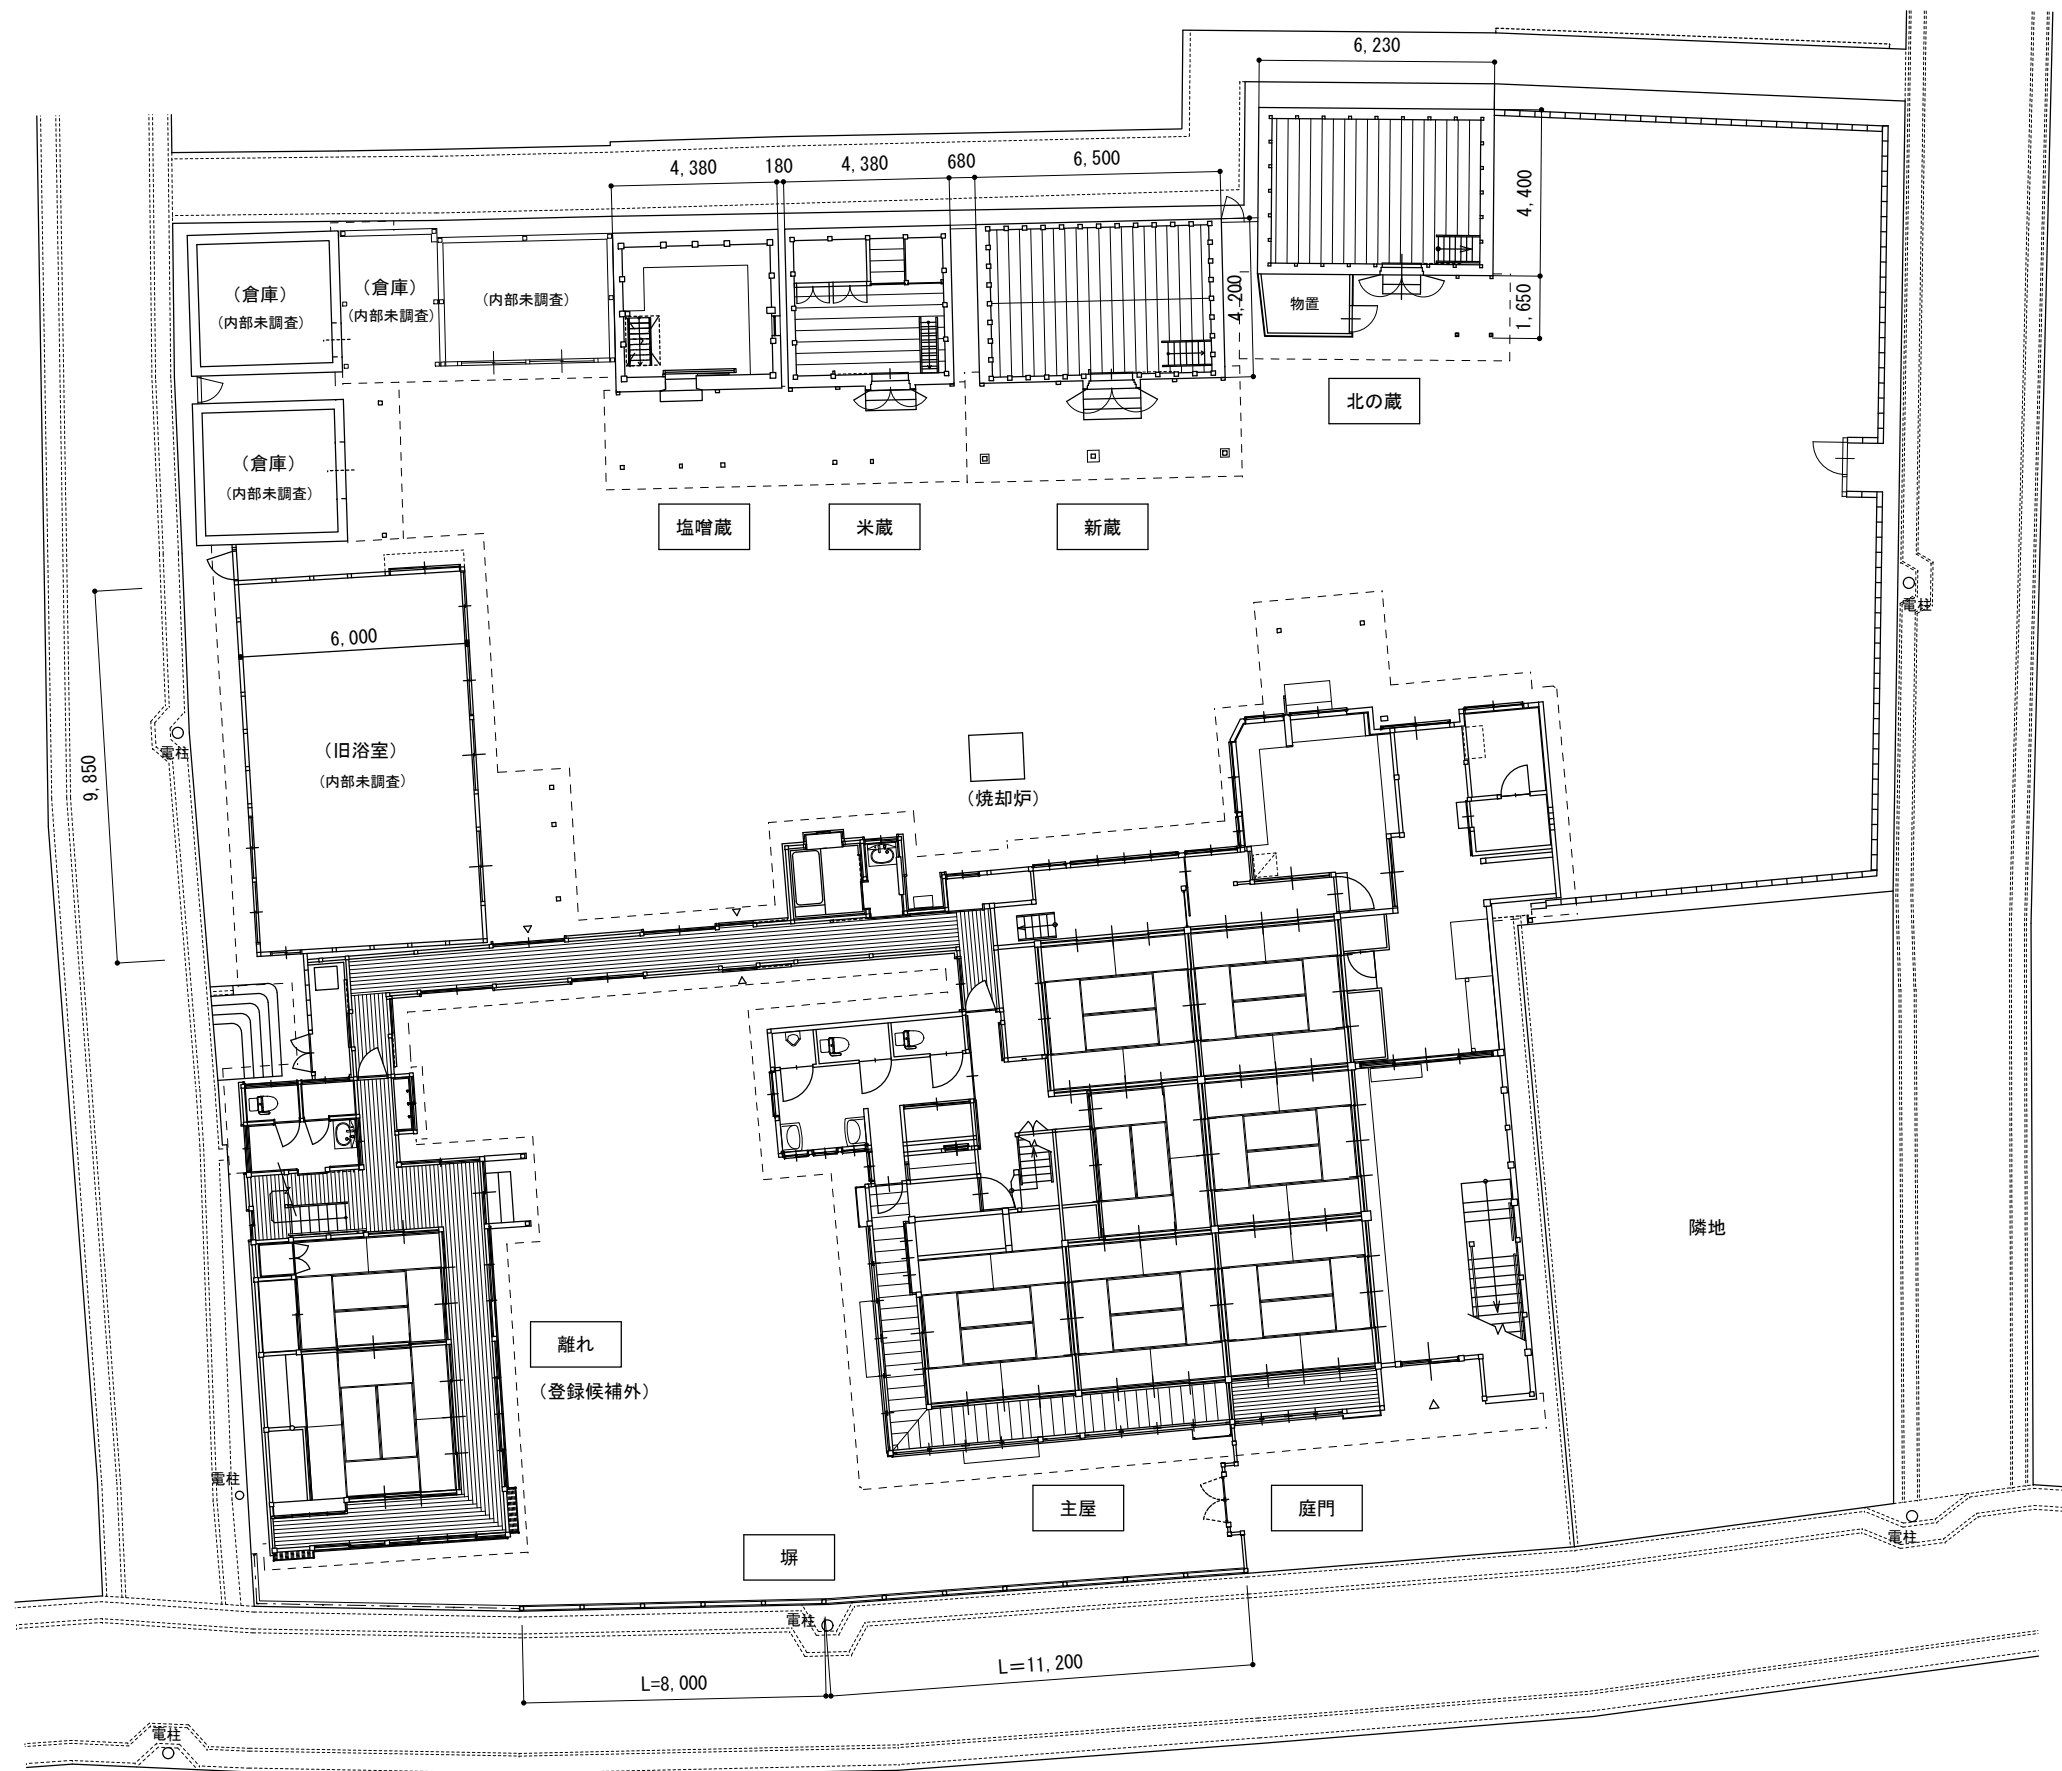 6,230
4,380
180
4,380
680
6,500
4,400
4,200
1,650
(倉庫)
(内部未調査)
(倉庫)
(内部未調査)
(内部未調査)
物置
北の蔵
(倉庫)
(内部未調査)
塩噌蔵
米蔵
新蔵
電柱
6,000
9,850
電柱
(旧浴室)
(内部未調査)
(焼却炉)
隣地
離れ
(登録候補外)
電柱
主屋
庭門
電柱
塀
電柱
L=8,000
L=11,200
電柱